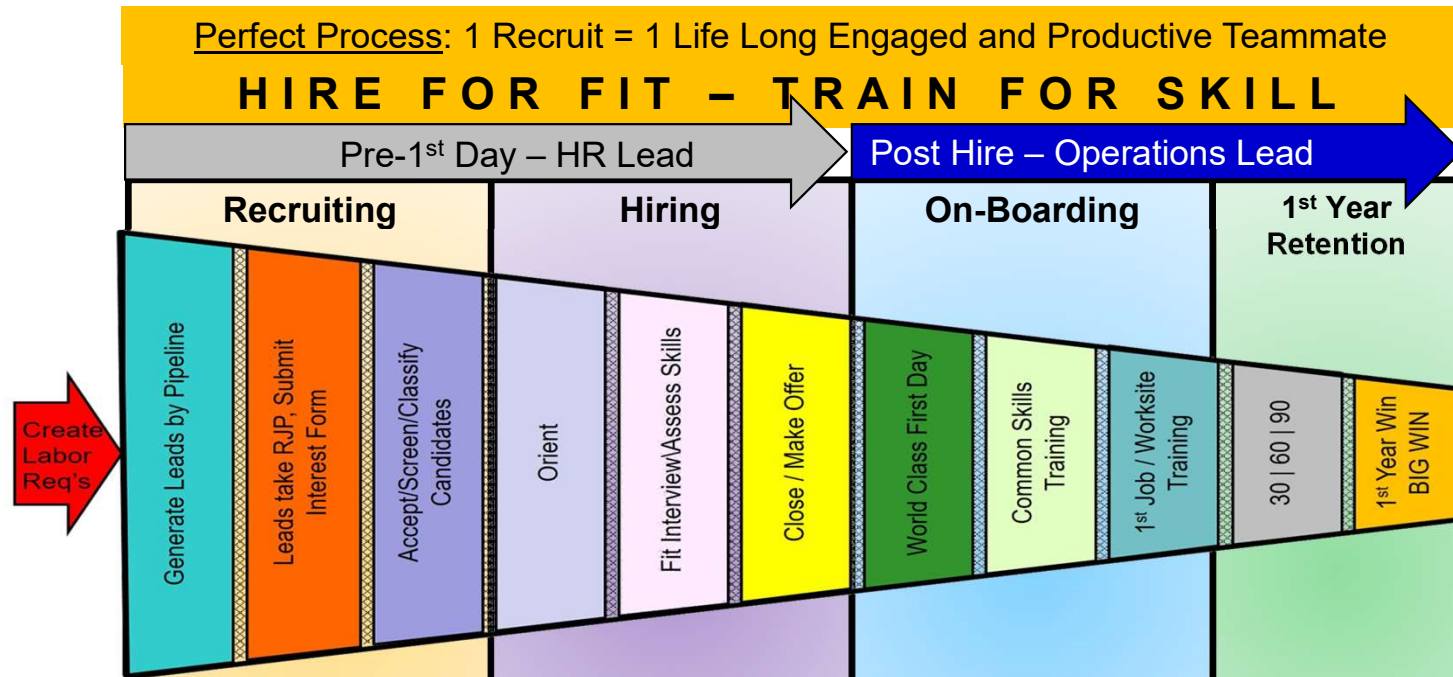 Perfect Process: 1 Recruit = 1 Life Long Engaged and Productive Teammate
HIRE FOR FIT – TRAIN FOR SKILL
Pre-1st Day – HR Lead
Post Hire – Operations Lead
Recruiting
Hiring
On-Boarding
1st Year
Retention
Create
Labor
Req's
Generate Leads by Pipeline
Leads take RJP, Submit
Interest Form
Accept/Screen/Classify
Candidates
Orient
Fit Interview\Assess Skills
Close / Make Offer
World Class First Day
Common Skills
Training
1st Job / Worksite
Training
30 | 60 | 90
1st Year Win
BIG WIN